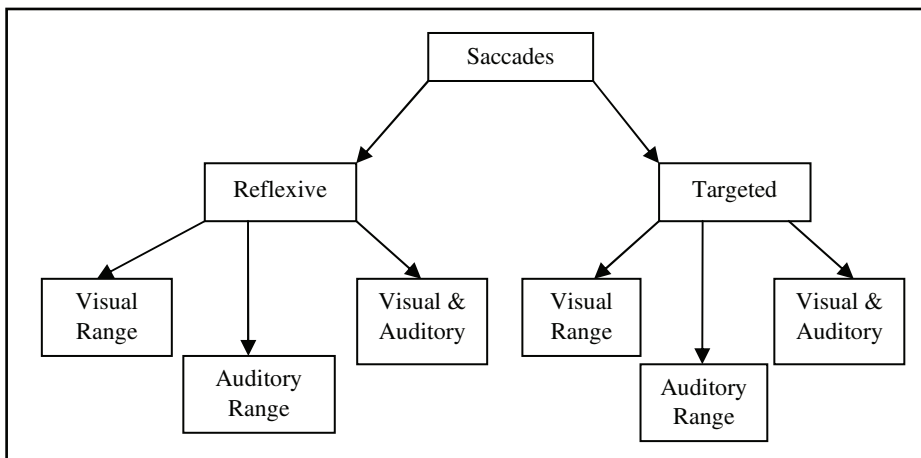 Saccades
Reflexive
Targeted
Visual
Range
Auditory
Range
Visual &
Auditory
Visual
Range
Auditory
Range
Visual &
Auditory